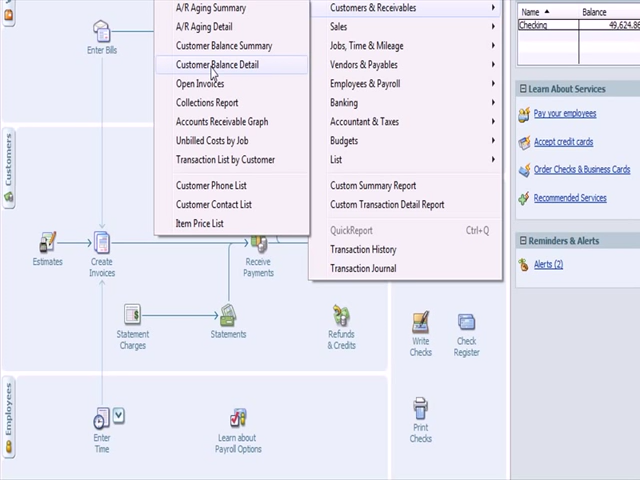 A/R Aging Summary
A/R Aging Detail
Customer Balance Summary
Customer Balance Detail
Open Invoices
Collections Report
Accounts Receivable Graph
Unbilled Costs by Job
Transaction List by Customer
Customer Phone List
Customer Contact List
Item Price List
Customers & Receivables
Sales
Jobs, Time & Mileage
Vendors & Payables
Employees & Payroll
Banking
Accountant & Taxes
Budgets
List
Custom Summary Report
Custom Transaction Detail Report
QuickReport Ctrl+Q
Transaction History
Transaction Journal
Enter Bills
Customers
Estimates
Create
Invoices
Receive
Payments
Statement
Charges
Statements
Refunds
& Credits
Write
Checks
Check
Register
Print
Checks
Employees
Enter
Time
Learn about
Payroll Options
Name Balance
Checking 49,624.86
Learn About Services
Pay your employees
Accept credit cards
Order Checks & Business Cards
Recommended Services
Reminders & Alerts
Alerts (2)